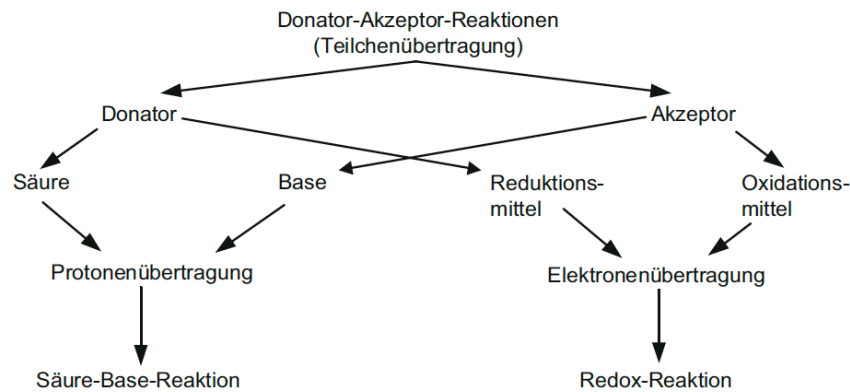 Donator-Akzeptor-Reaktionen
(Teilchenübertragung)
Donator
Akzeptor
Säure
Base
Reduktions-
mittel
Oxidations-
mittel
Protonenübertragung
Elektronenübertragung
Säure-Base-Reaktion
Redox-Reaktion